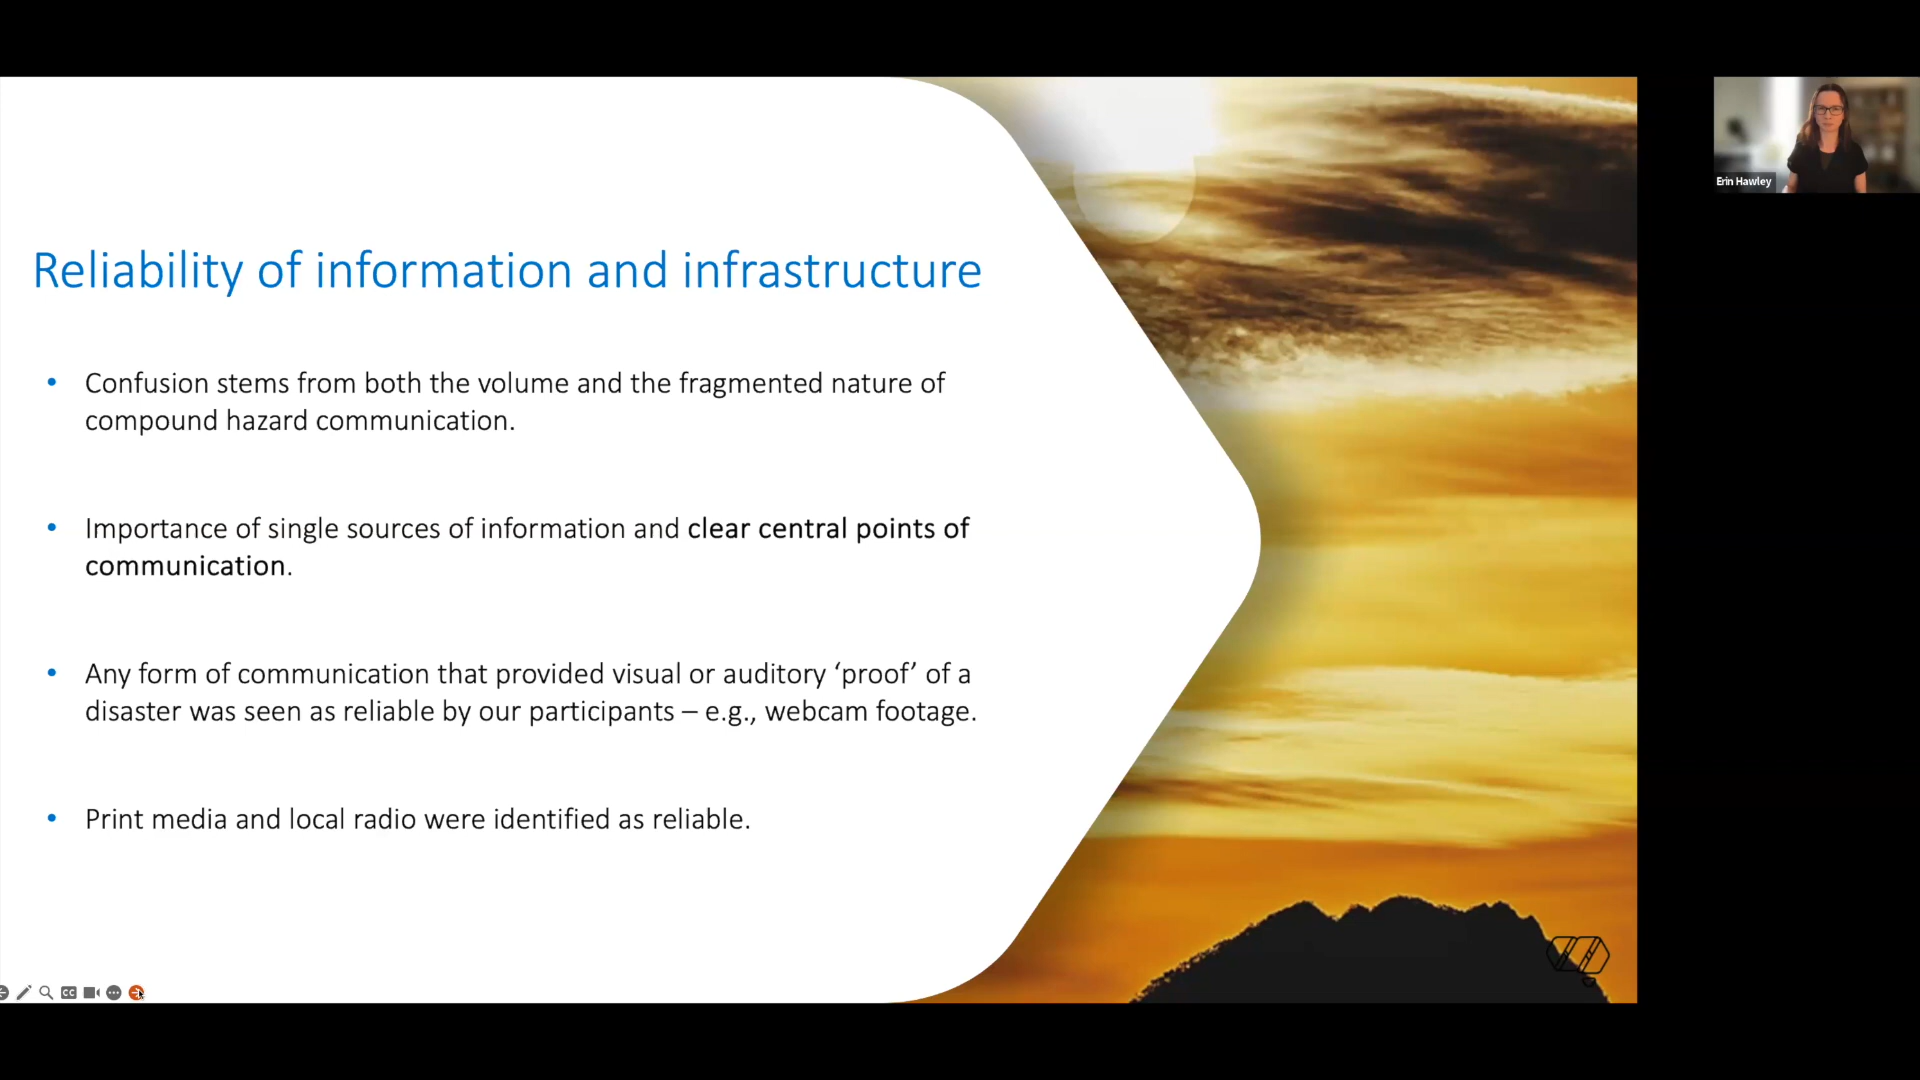 Reliability of information and infrastructure
• Confusion stems from both the volume and the fragmented nature of
compound hazard communication.
• Importance of single sources of information and clear central points of
communication.
• Any form of communication that provided visual or auditory ‘proof’ of a
disaster was seen as reliable by our participants – e.g., webcam footage.
• Print media and local radio were identified as reliable.
Erin Hawley
CC